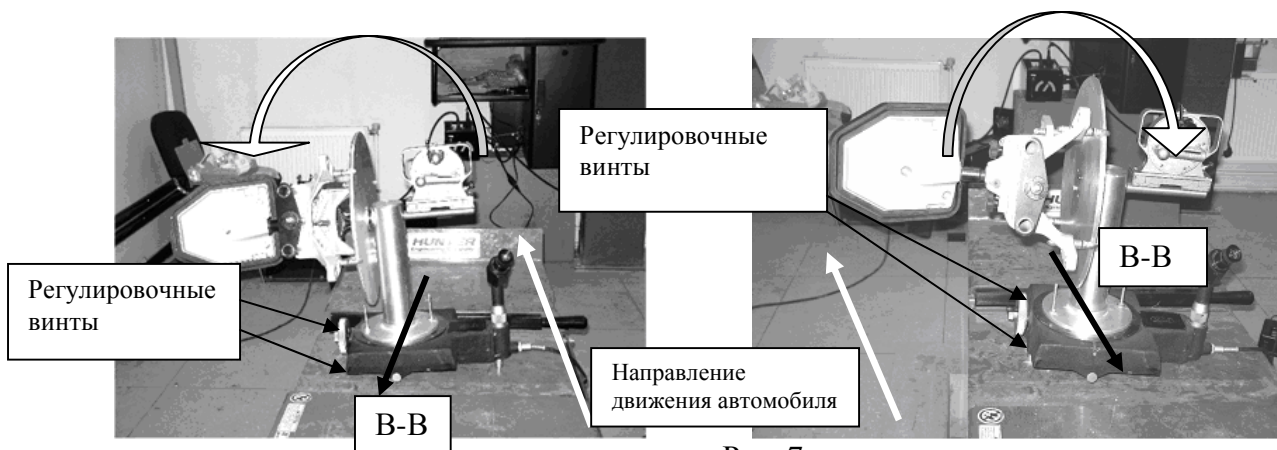 Регулировочные
винты
Регулировочные
винты
HUNTER
Направление
движения автомобиля
В-В
В-В